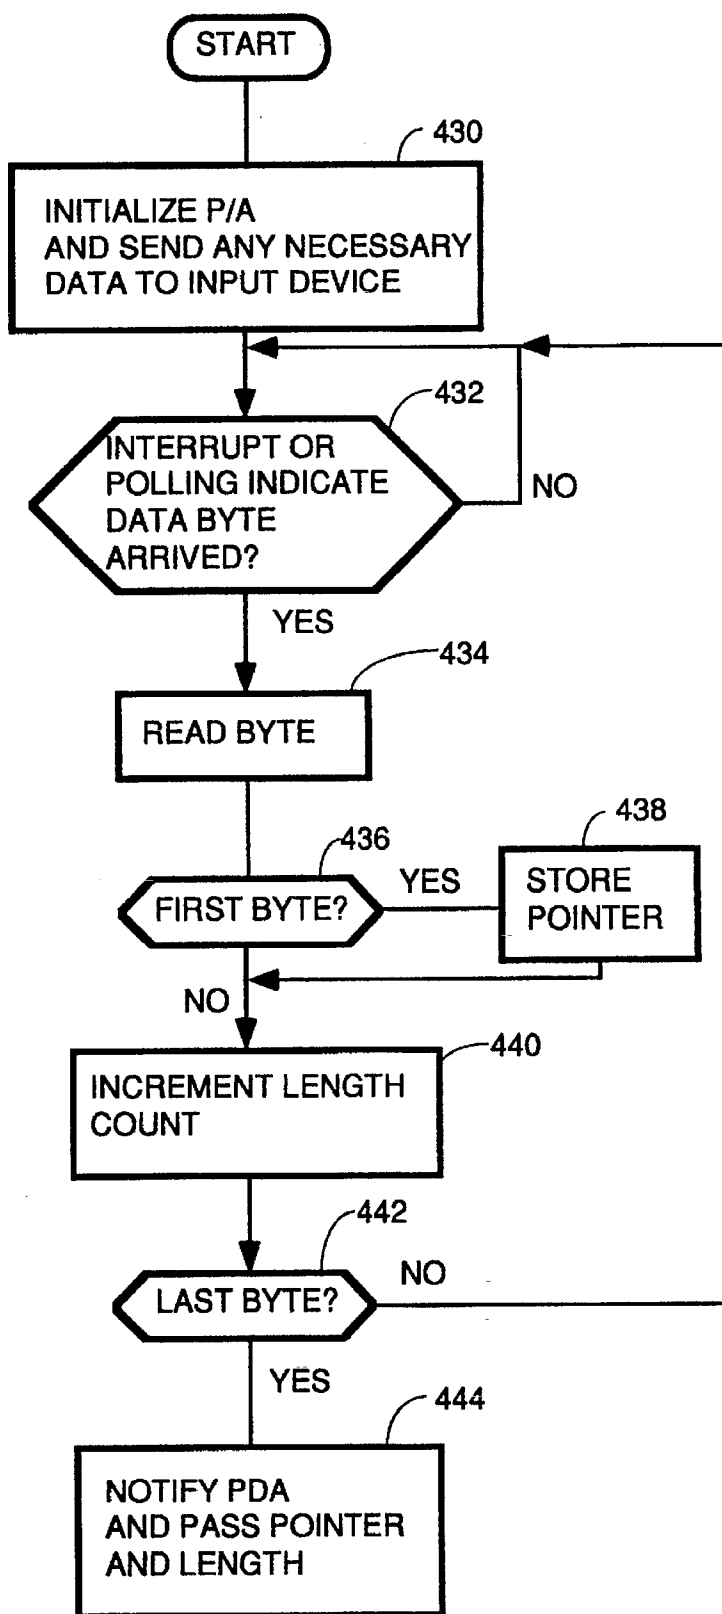 START
430
INITIALIZE P/A
AND SEND ANY NECESSARY
DATA TO INPUT DEVICE
432
INTERRUPT OR
POLLING INDICATE
DATA BYTE
ARRIVED?
NO
YES
434
READ BYTE
436
438
FIRST BYTE?
YES
STORE
POINTER
NO
440
INCREMENT LENGTH
COUNT
442
LAST BYTE?
NO
YES
444
NOTIFY PDA
AND PASS POINTER
AND LENGTH